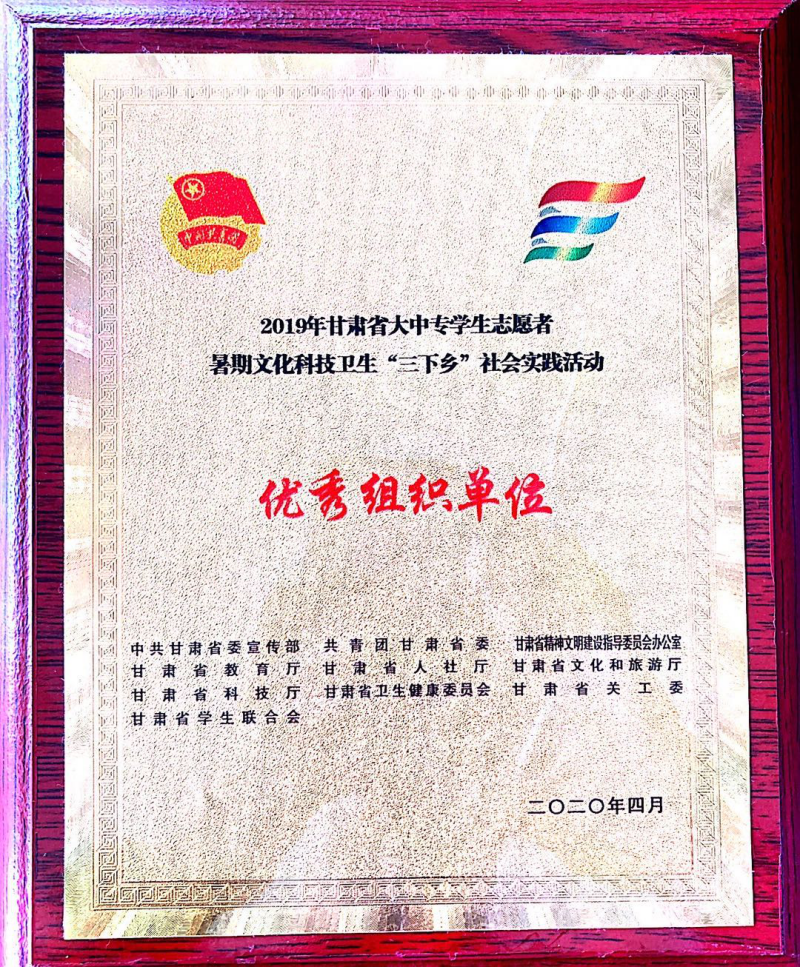 中国共青团
2019年甘肃省大中专学生志愿者
暑期文化科技卫生“三下乡”社会实践活动
优秀组织单位
中共甘肃省委宣传部 共青团甘肃省委 甘肃省精神文明建设指导委员会办公室
甘肃省教育厅 甘肃省人社厅 甘肃省文化和旅游厅
甘肃省科技厅 甘肃省卫生健康委员会 甘肃省关工委
甘肃省学生联合会
二〇二〇年四月